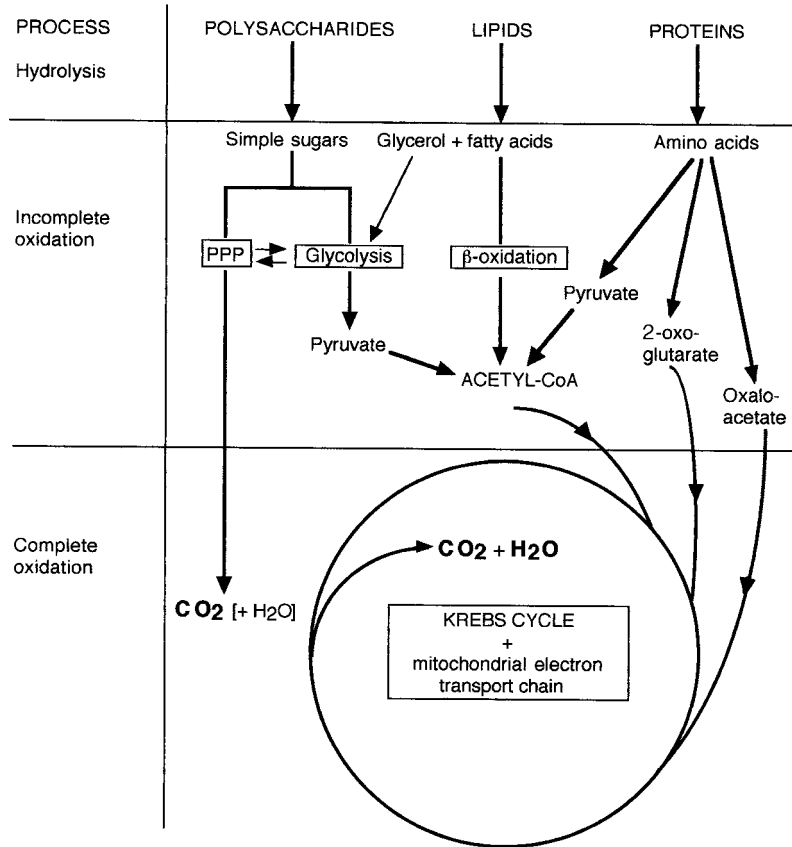 PROCESS
POLYSACCHARIDES
LIPIDS
PROTEINS
Hydrolysis
Simple sugars
Glycerol + fatty acids
Amino acids
Incomplete
oxidation
PPP
Glycolysis
β-oxidation
Pyruvate
Pyruvate
2-oxo-
glutarate
ACETYL-CoA
Oxalo-
acetate
Complete
oxidation
CO2 + H2O
CO2 [+ H2O]
KREBS CYCLE
+
mitochondrial electron
transport chain